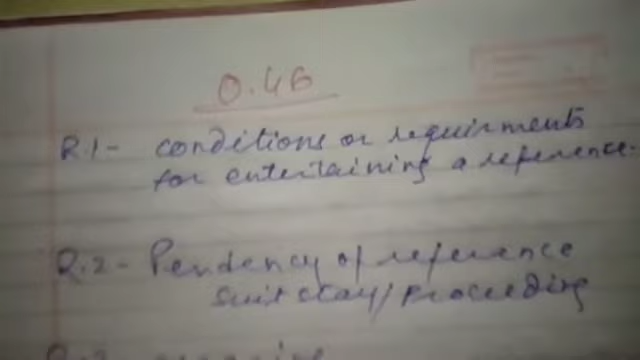 O.46
R.1- conditions or requirments
for entertaining a reference.
R.2- Pendency of reference
suit stay/proceeding